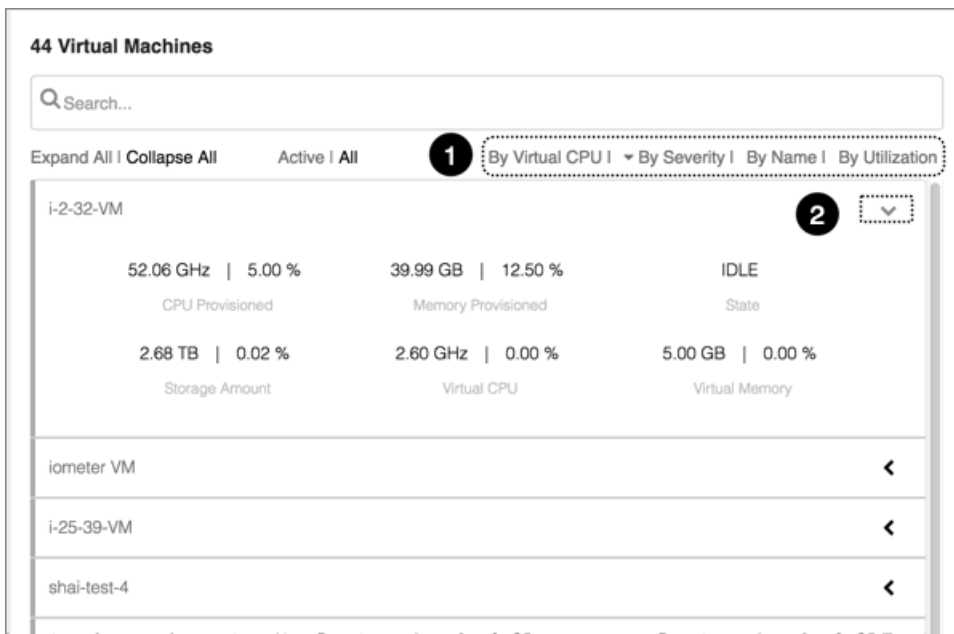 44 Virtual Machines
Search...
Expand All | Collapse All Active | All 1 By Virtual CPU | By Severity | By Name | By Utilization
i-2-32-VM 2
52.06 GHz | 5.00 % 39.99 GB | 12.50 % IDLE
CPU Provisioned Memory Provisioned State
2.68 TB | 0.02 % 2.60 GHz | 0.00 % 5.00 GB | 0.00 %
Storage Amount Virtual CPU Virtual Memory
iometer VM
i-25-39-VM
shai-test-4